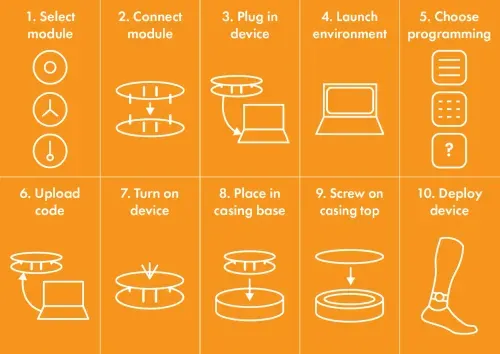 1. Select
module
2. Connect
module
3. Plug in
device
4. Launch
environment
5. Choose
programming
?
6. Upload
code
7. Turn on
device
8. Place in
casing base
9. Screw on
casing top
10. Deploy
device